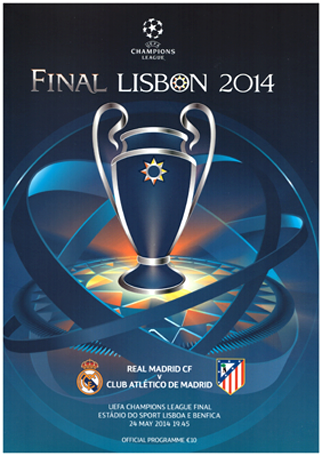 UEFA
CHAMPIONS
LEAGUE
FINAL LISBON 2014
REAL MADRID CF
V
CLUB ATLÉTICO DE MADRID
UEFA CHAMPIONS LEAGUE FINAL
ESTÁDIO DO SPORT LISBOA E BENFICA
24 MAY 2014 19.45
OFFICIAL PROGRAMME €10